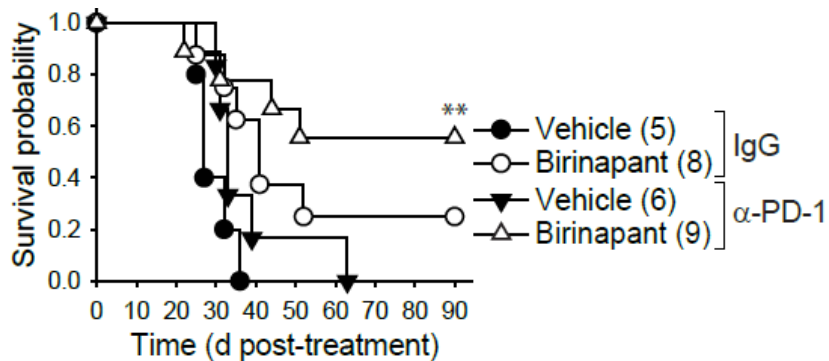 Survival probability
1.0
0.8
0.6
0.4
0.2
0.0
0 10 20 30 40 50 60 70 80 90
Time (d post-treatment)
**
Vehicle (5)
Birinapant (8)
IgG
Vehicle (6)
Birinapant (9)
α-PD-1